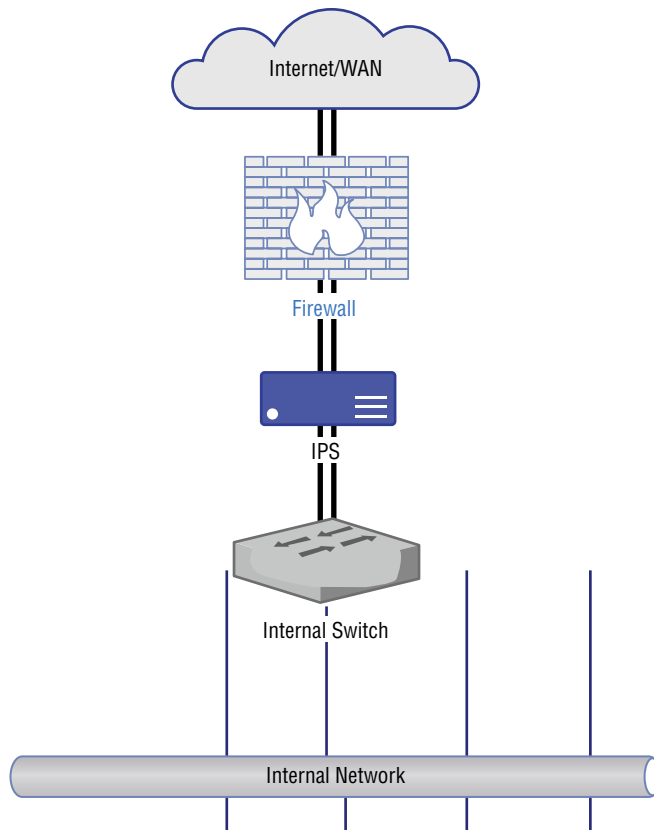 Internet/WAN
Firewall
IPS
Internal Switch
Internal Network